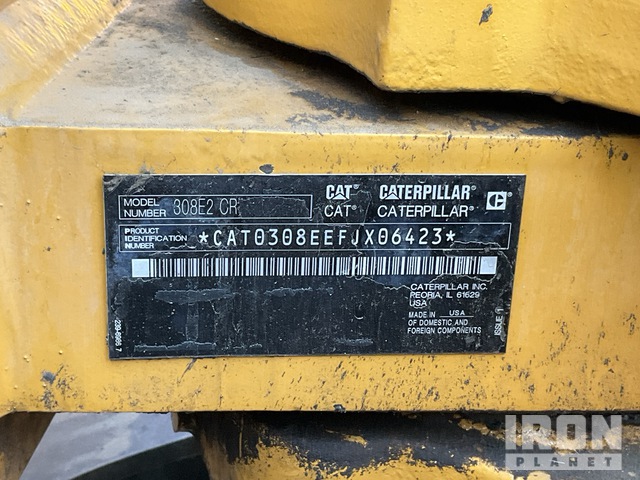 MODEL NUMBER 308E2 CR
CAT CATERPILLAR
CAT CATERPILLAR
PRODUCT IDENTIFICATION NUMBER *CAT0308EEFJX06423*
CATERPILLAR INC.
PEORIA, IL 61629
USA
MADE IN USA
OF DOMESTIC AND
FOREIGN CONTENT
ISSUE 1
IRON
PLANET